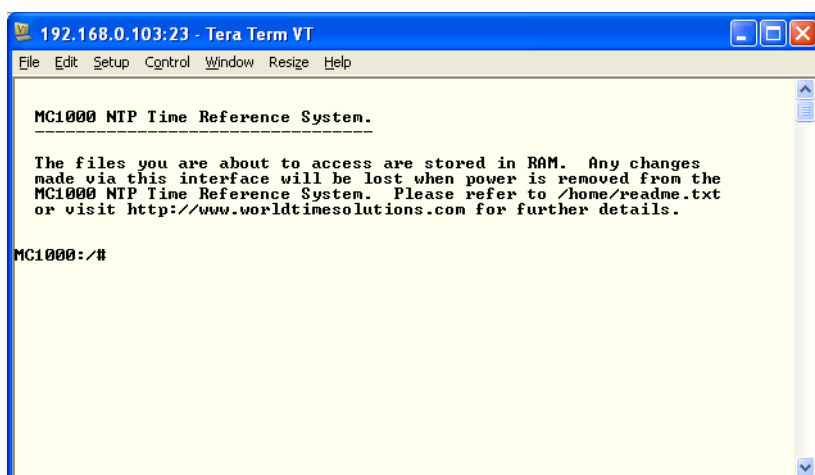 192.168.0.103:23 - Tera Term VT
File Edit Setup Control Window Resize Help
MC1000 NTP Time Reference System.
----------------------------------
The files you are about to access are stored in RAM.  Any changes
made via this interface will be lost when power is removed from the
MC1000 NTP Time Reference System.  Please refer to /home/readme.txt
or visit http://www.worldtimesolutions.com for further details.
MC1000:/#